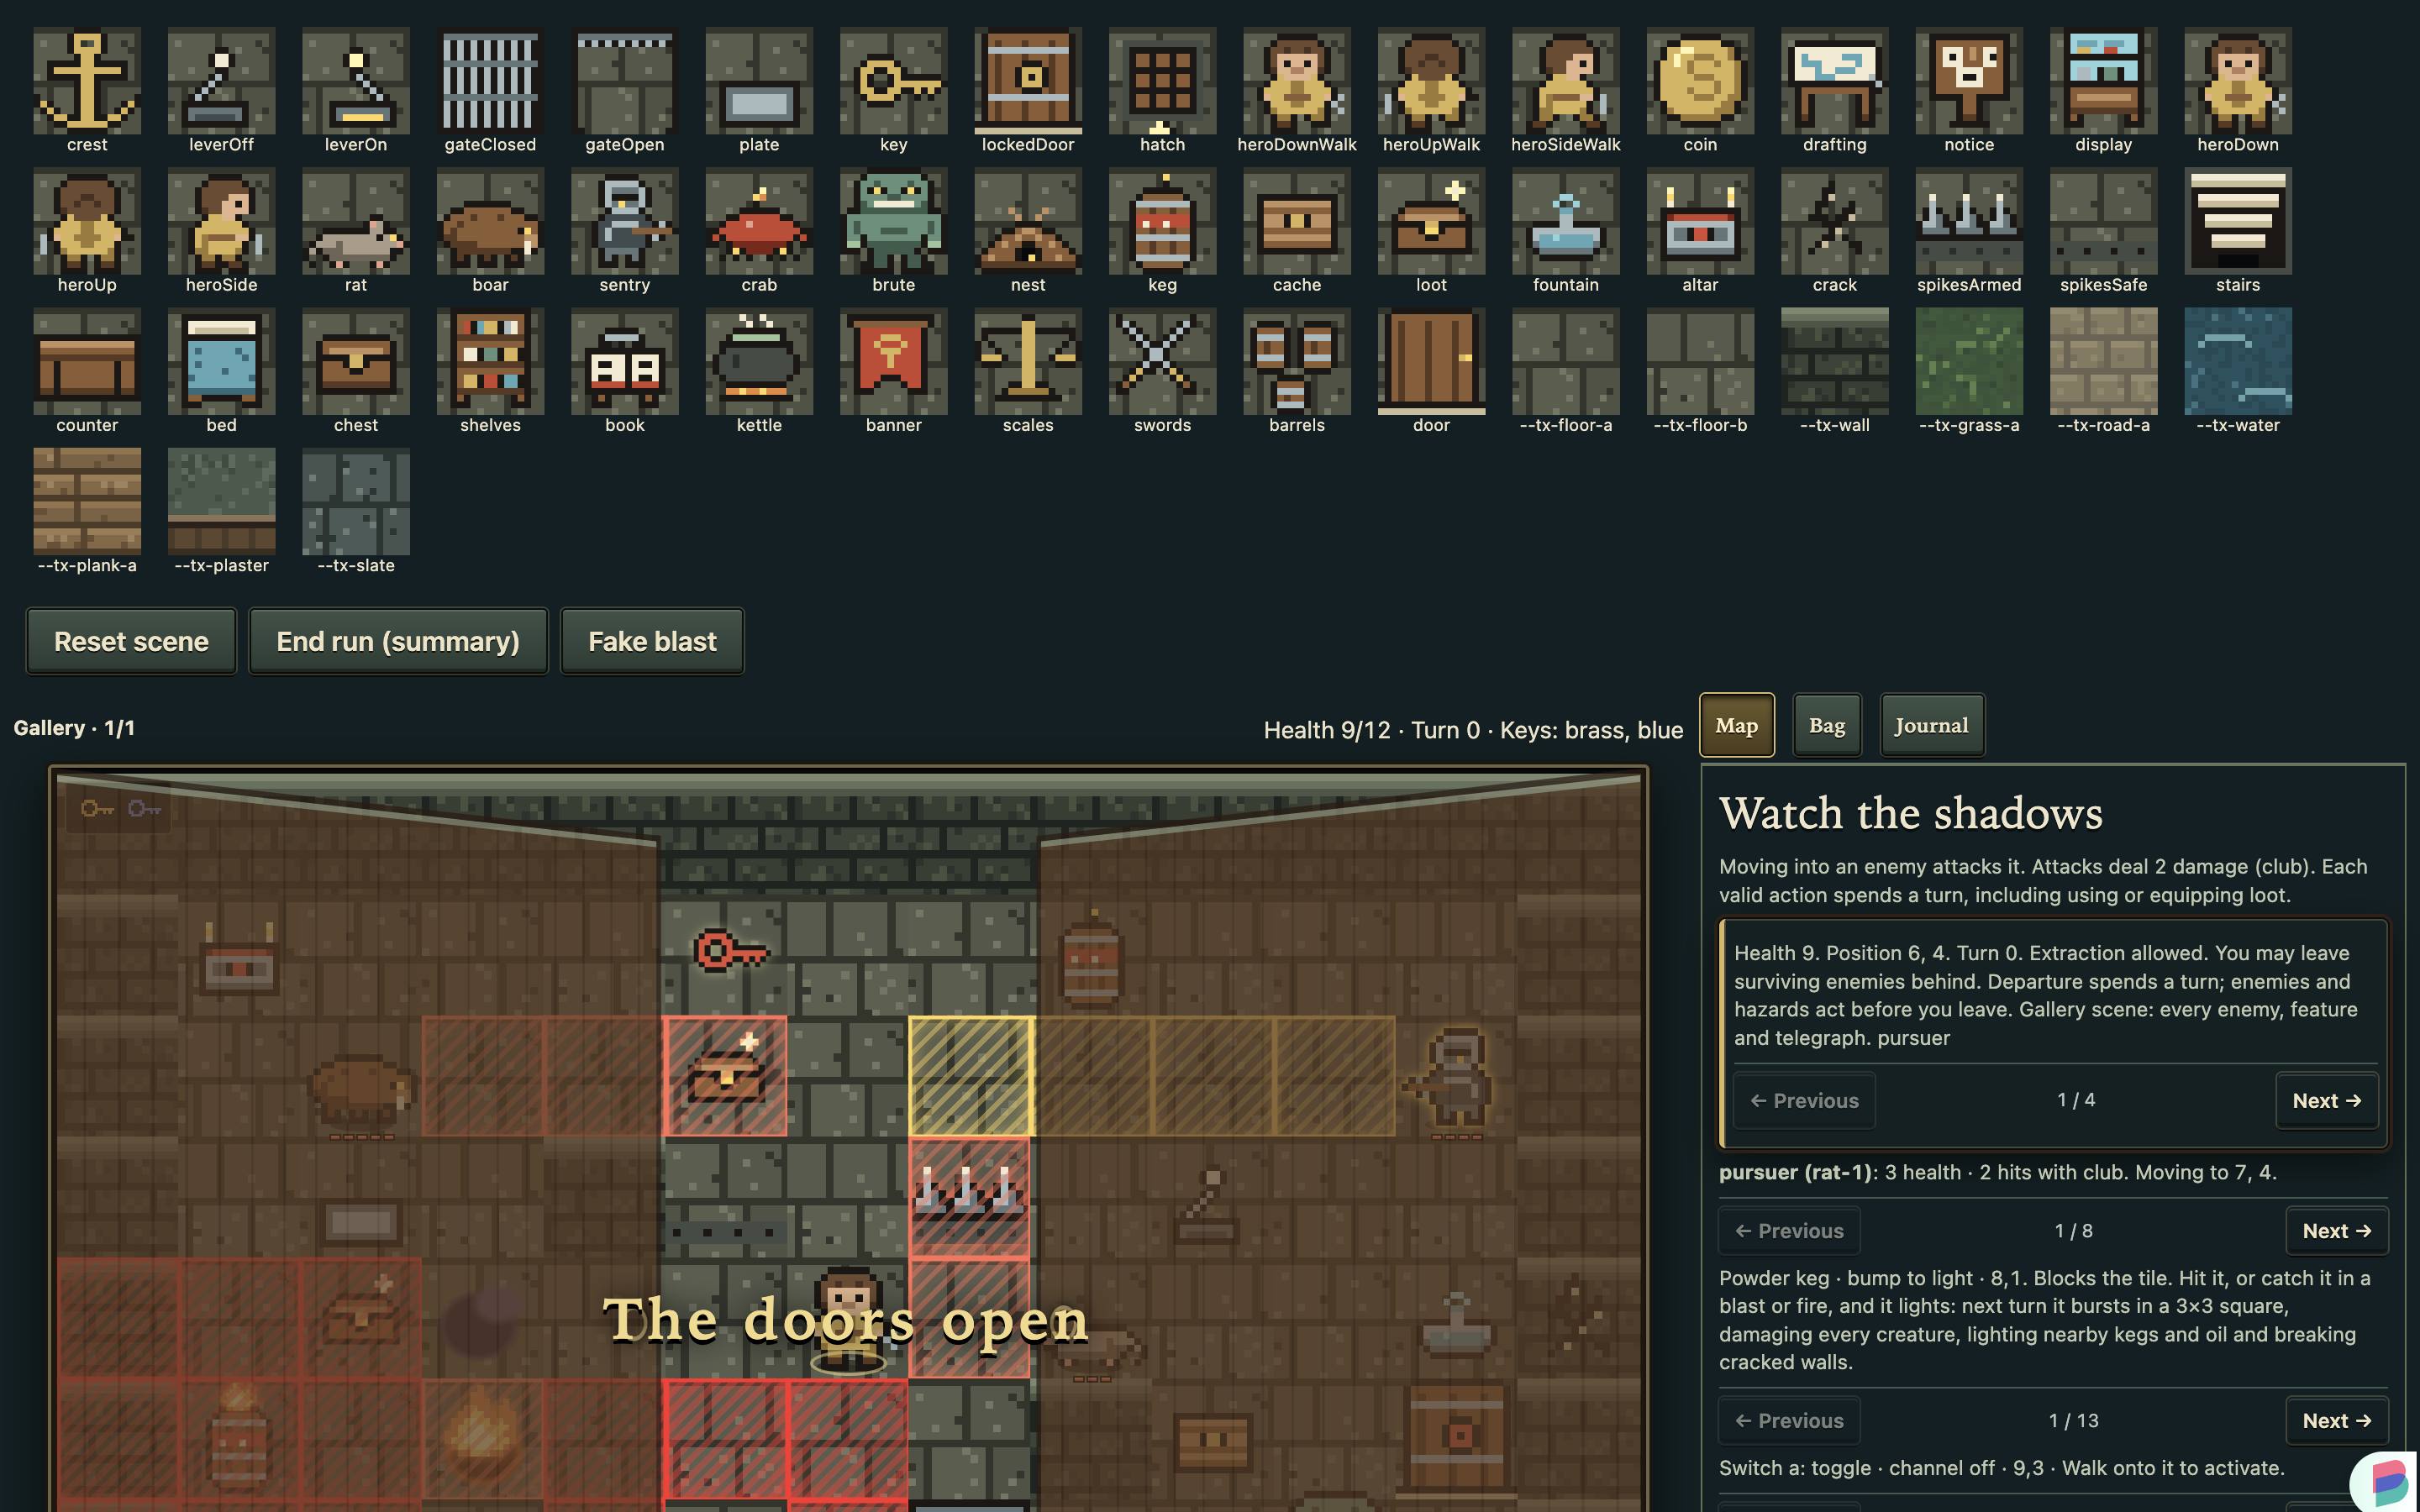 crest leverOff leverOn gateClosed gateOpen plate key lockedDoor hatch heroDownWalk heroUpWalk heroSideWalk coin drafting notice display heroDown
heroUp heroSide rat boar sentry crab brute nest keg cache loot fountain altar crack spikesArmed spikesSafe stairs
counter bed chest shelves book kettle banner scales swords barrels door --tx-floor-a --tx-floor-b --tx-wall --tx-grass-a --tx-road-a --tx-water
--tx-plank-a --tx-plaster --tx-slate
Reset scene End run (summary) Fake blast
Gallery · 1/1
Health 9/12 · Turn 0 · Keys: brass, blue
Map Bag Journal
The doors open
Watch the shadows
Moving into an enemy attacks it. Attacks deal 2 damage (club). Each
valid action spends a turn, including using or equipping loot.
Health 9. Position 6, 4. Turn 0. Extraction allowed. You may leave
surviving enemies behind. Departure spends a turn; enemies and
hazards act before you leave. Gallery scene: every enemy, feature
and telegraph. pursuer
← Previous 1 / 4 Next →
pursuer (rat-1): 3 health · 2 hits with club. Moving to 7, 4.
← Previous 1 / 8 Next →
Powder keg · bump to light · 8,1. Blocks the tile. Hit it, or catch it in a
blast or fire, and it lights: next turn it bursts in a 3×3 square,
damaging every creature, lighting nearby kegs and oil and breaking
cracked walls.
← Previous 1 / 13 Next →
Switch a: toggle · channel off · 9,3 · Walk onto it to activate.